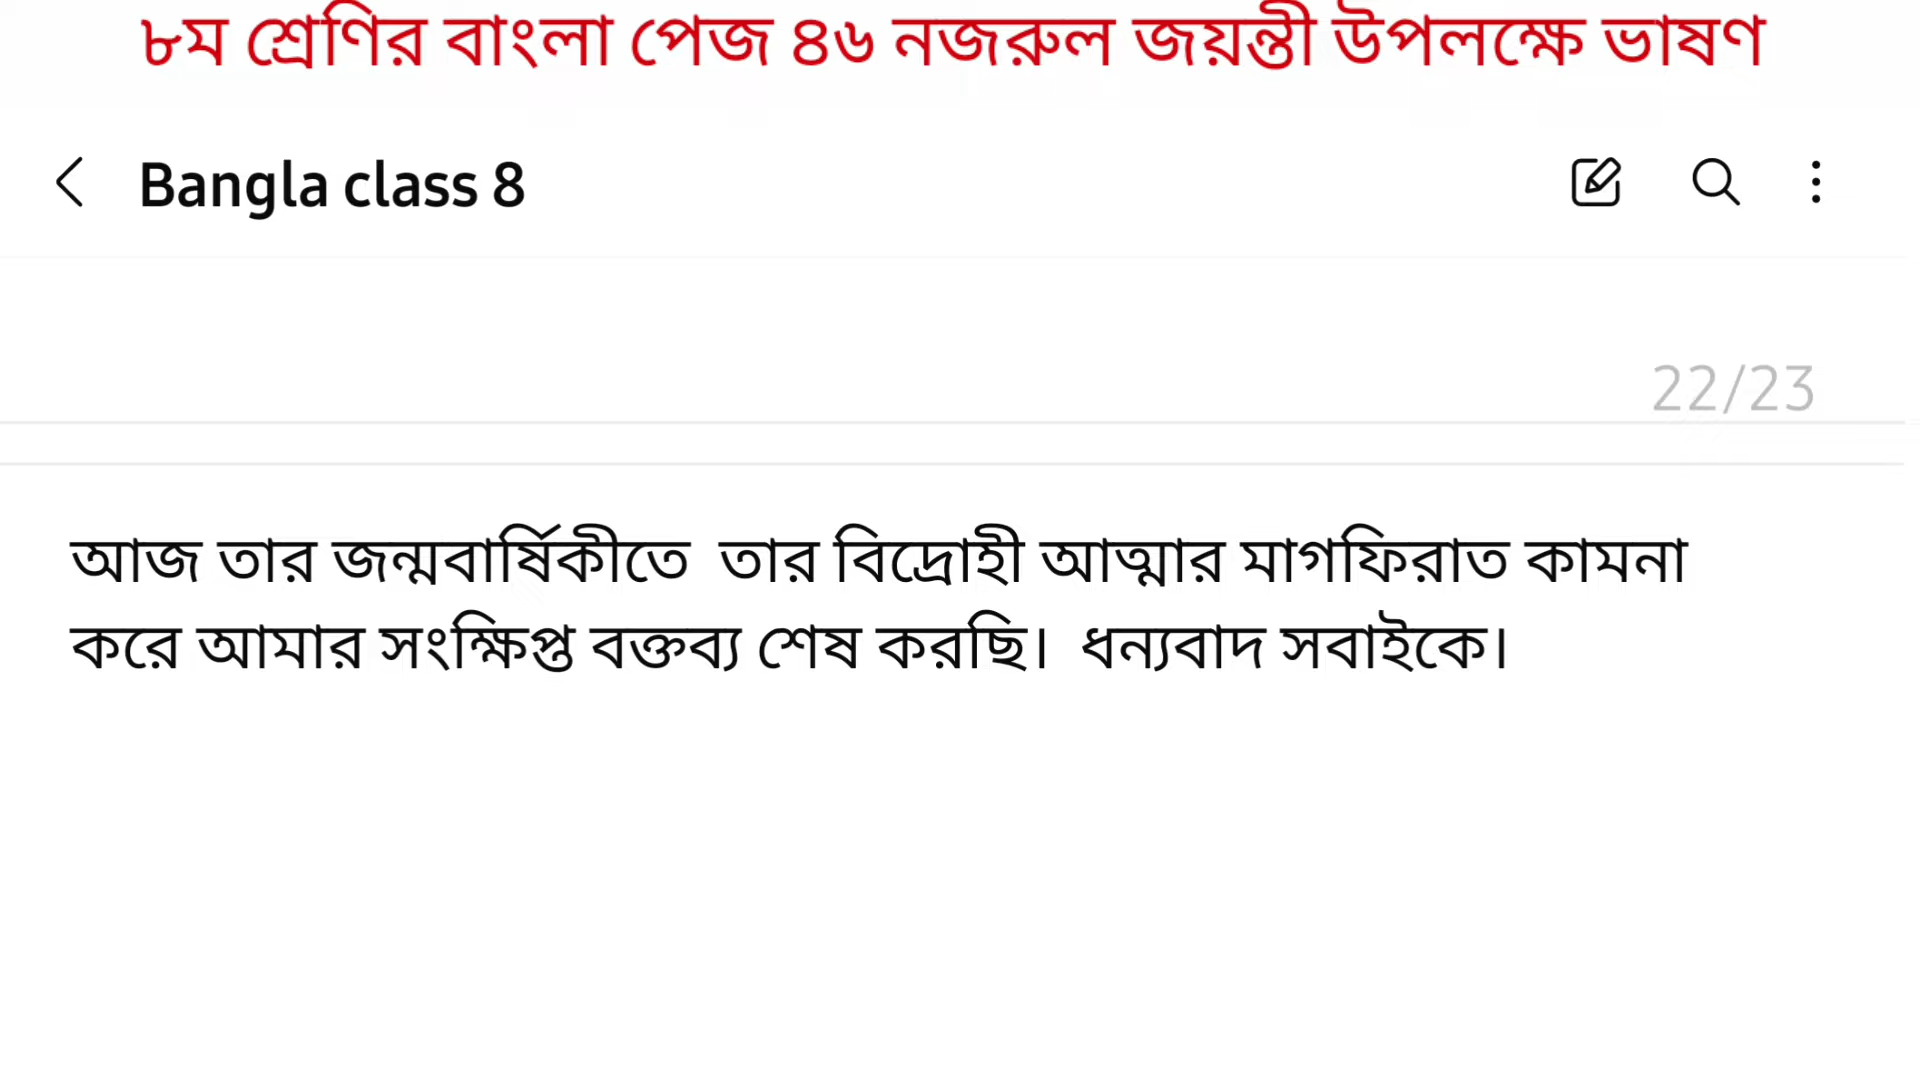 ৮ম শ্রেণির বাংলা পেজ ৪৬ নজরুল জয়ন্তী উপলক্ষে ভাষণ
Bangla class 8
22/23
আজ তার জন্মবার্ষিকীতে তার বিদ্রোহী আত্মার মাগফিরাত কামনা
করে আমার সংক্ষিপ্ত বক্তব্য শেষ করছি। ধন্যবাদ সবাইকে।